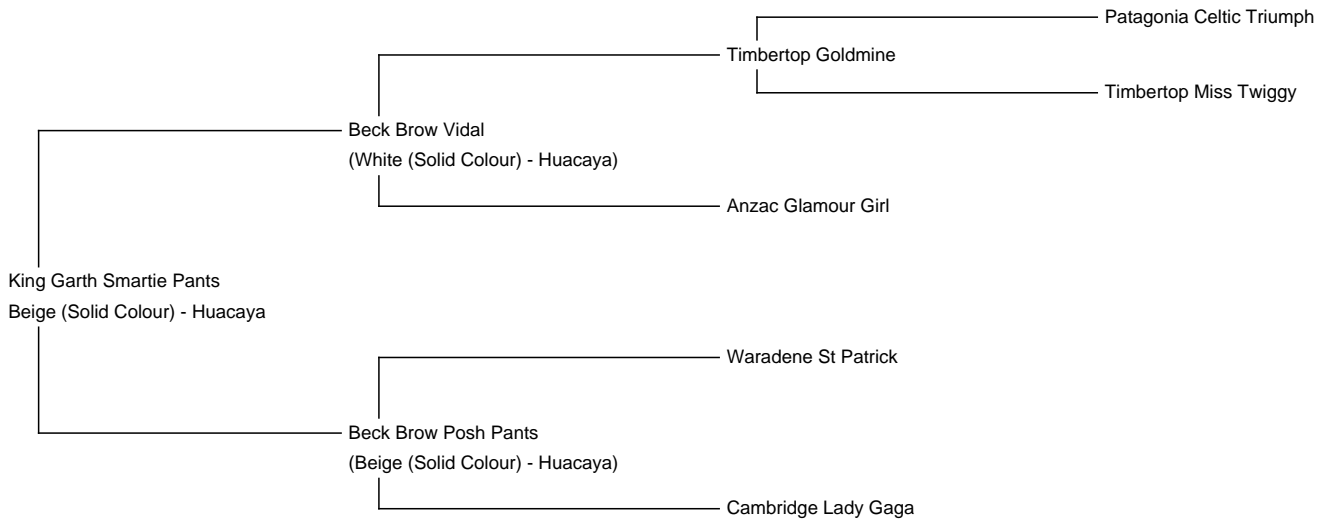 Patagonia Celtic Triumph
Timbertop Goldmine
Timbertop Miss Twiggy
Beck Brow Vidal
(White (Solid Colour) - Huacaya)
Anzac Glamour Girl
King Garth Smartie Pants
Beige (Solid Colour) - Huacaya
Waradene St Patrick
Beck Brow Posh Pants
(Beige (Solid Colour) - Huacaya)
Cambridge Lady Gaga